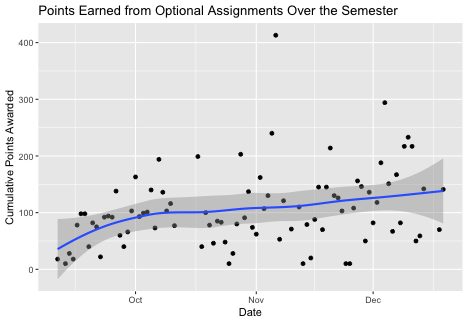 Points Earned from Optional Assignments Over the Semester
Cumulative Points Awarded
400
300
200
100
0
Oct
Nov
Dec
Date